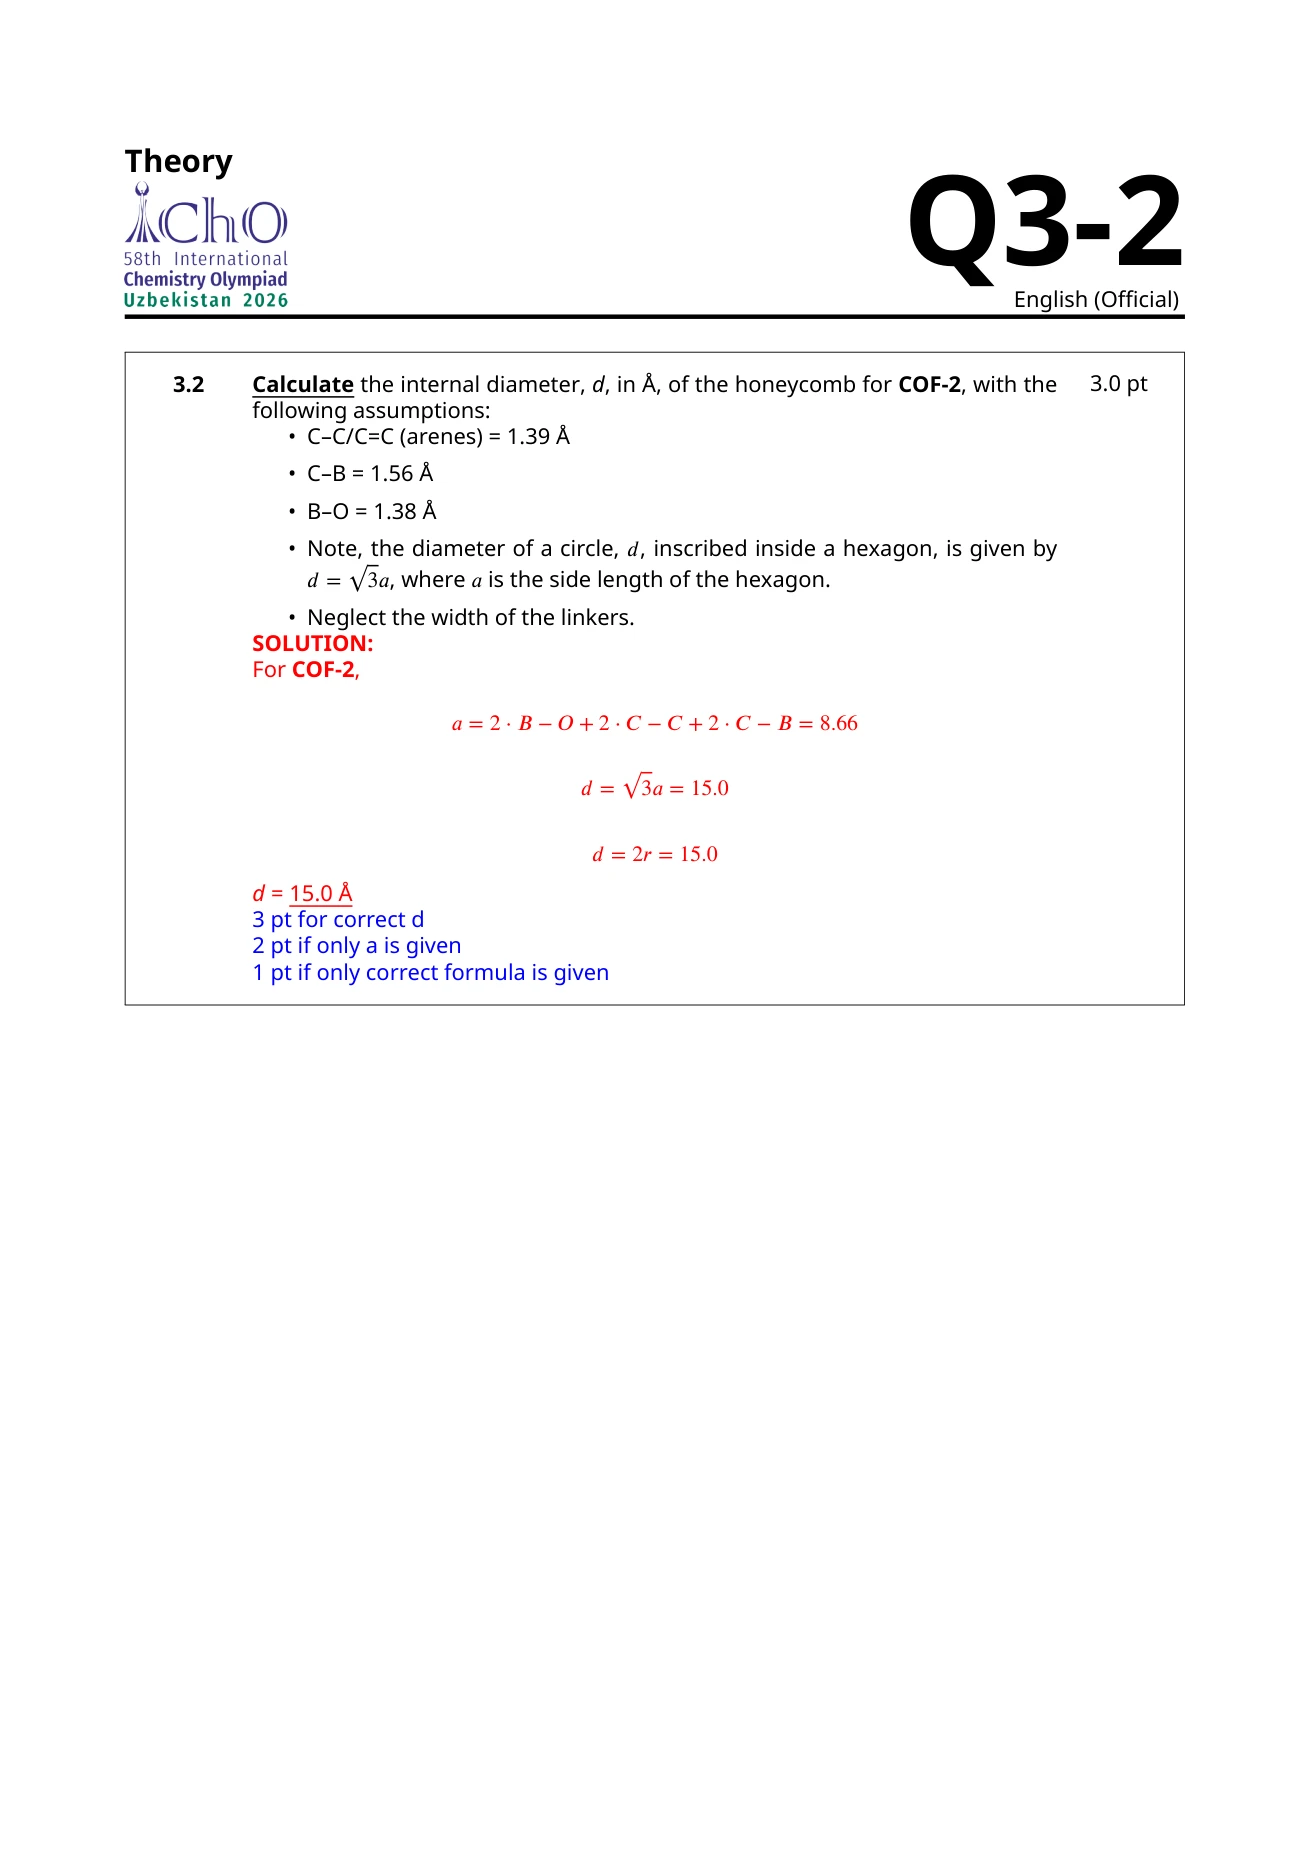 Theory
IChO
58th International
Chemistry Olympiad
Uzbekistan 2026
Q3-2
English (Official)
3.2 Calculate the internal diameter, d, in Å, of the honeycomb for COF-2, with the 3.0 pt
following assumptions:
• C–C/C=C (arenes) = 1.39 Å
• C–B = 1.56 Å
• B–O = 1.38 Å
• Note, the diameter of a circle, d, inscribed inside a hexagon, is given by
d = √3a, where a is the side length of the hexagon.
• Neglect the width of the linkers.
SOLUTION:
For COF-2,
a = 2 · B − O + 2 · C − C + 2 · C − B = 8.66
d = √3a = 15.0
d = 2r = 15.0
d = 15.0 Å
3 pt for correct d
2 pt if only a is given
1 pt if only correct formula is given